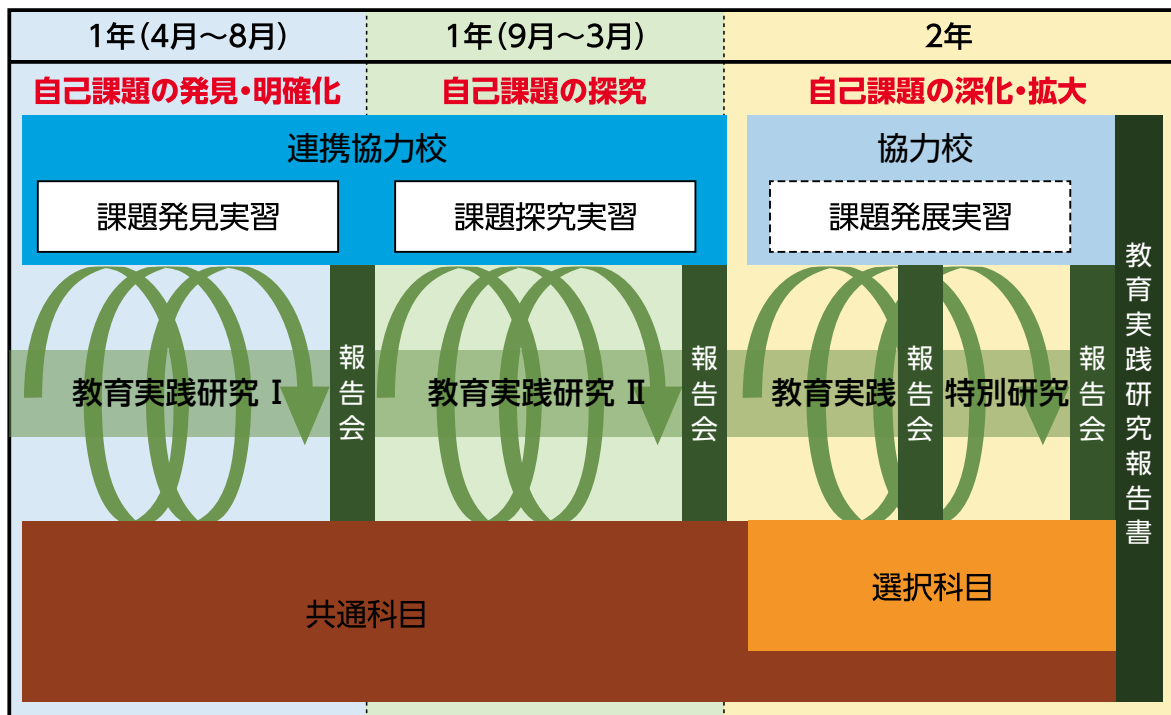 1年（4月～8月）
1年（9月～3月）
2年
自己課題の発見・明確化
自己課題の探究
自己課題の深化・拡大
連携協力校
協力校
課題発見実習
課題探究実習
課題発展実習
教育実践研究 Ⅰ
報告会
教育実践研究 Ⅱ
報告会
教育実践
報告会
特別研究
報告会
教育実践研究報告書
共通科目
選択科目